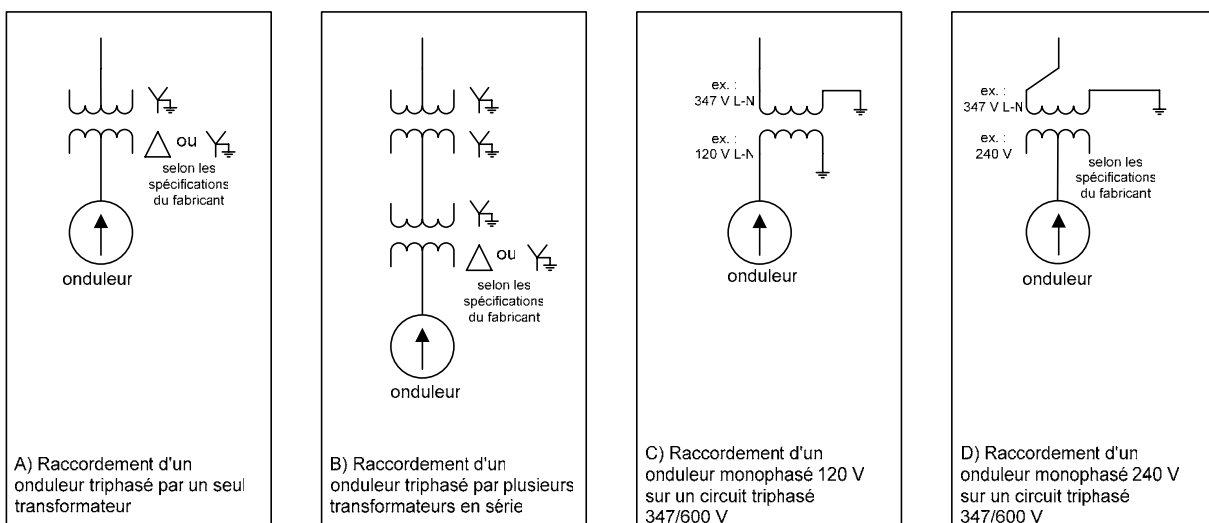 ou
selon les
spécifications
du fabricant
onduleur
A) Raccordement d'un
onduleur triphasé par un seul
transformateur
ou
selon les
spécifications
du fabricant
onduleur
B) Raccordement d'un
onduleur triphasé par plusieurs
transformateurs en série
ex. :
347 V L-N
ex. :
120 V L-N
onduleur
C) Raccordement d'un
onduleur monophasé 120 V
sur un circuit triphasé
347/600 V
ex. :
347 V L-N
ex. :
240 V
selon les
spécifications
du fabricant
onduleur
D) Raccordement d'un
onduleur monophasé 240 V
sur un circuit triphasé
347/600 V